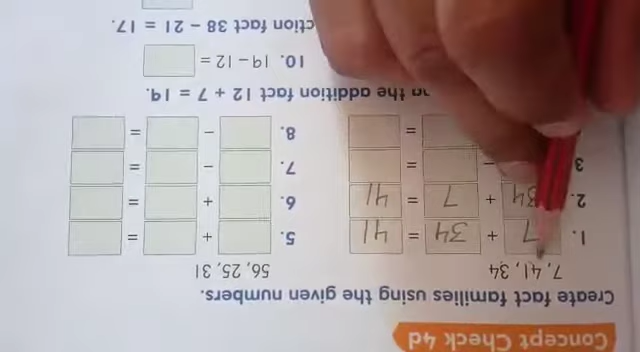 Concept Check 4d
Create fact families using the given numbers.
7, 41, 34
56, 25, 31
1. 7 + 34 = 41
5. + =
2. 34 + 7 = 41
6. + =
3 - =
7. - =
=
8. - =
the addition fact 12 + 7 = 19.
10. 19 - 12 =
ction fact 38 - 21 = 17.